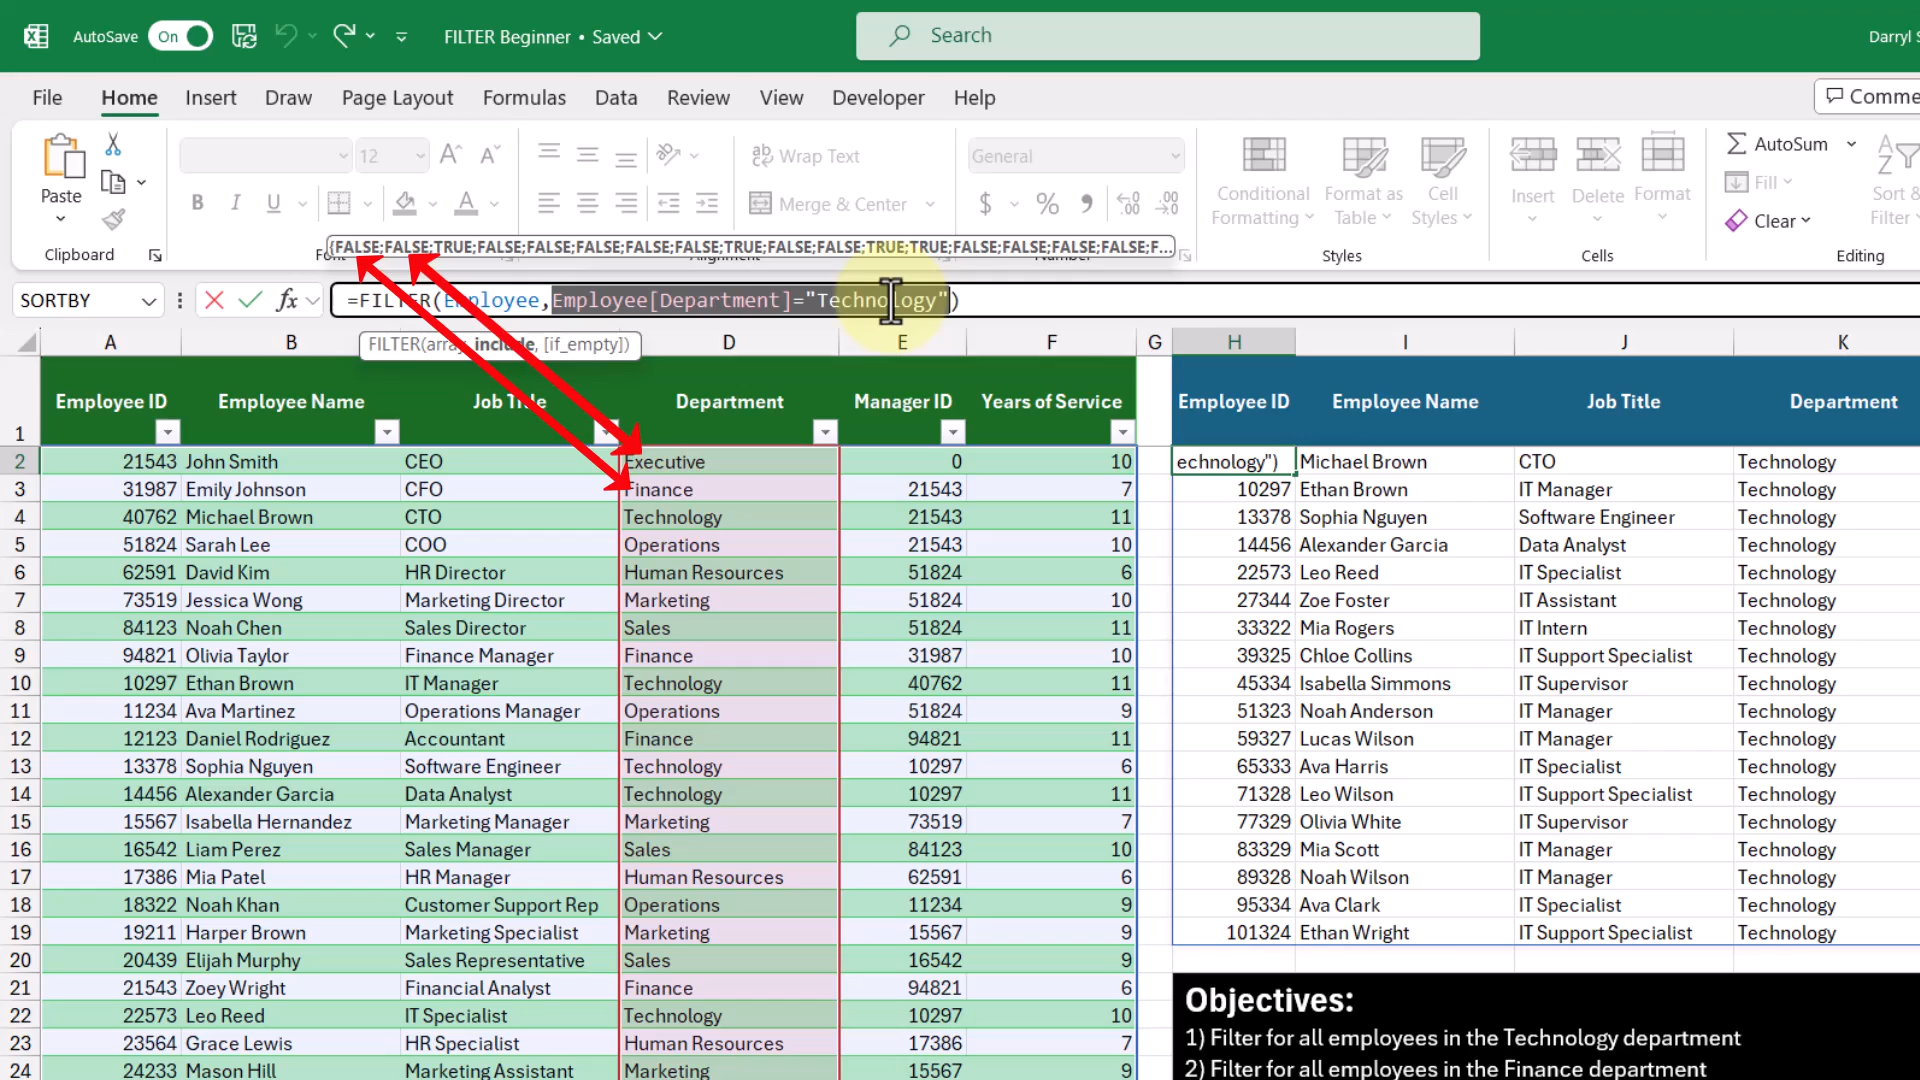 AutoSave On FILTER Beginner • Saved Search Darryl S
File Home Insert Draw Page Layout Formulas Data Review View Developer Help Comme
Paste
12
B I U
ab Wrap Text
Merge & Center
General
$ % 9
Conditional Formatting
Format as Table
Cell Styles
Insert
Delete
Format
AutoSum
Fill
Clear
Sort &
Filter
Clipboard Styles Cells Editing
{FALSE;FALSE;TRUE;FALSE;FALSE;FALSE;FALSE;FALSE;TRUE;FALSE;FALSE;TRUE;TRUE;FALSE;FALSE;FALSE;FALSE;F...
SORTBY fx =FILTER(Employee,Employee[Department]="Technology")
FILTER(array, include, [if_empty])
A B D E F G H I J K
1 Employee ID Employee Name Job Title Department Manager ID Years of Service Employee ID Employee Name Job Title Department
2 21543 John Smith CEO Executive 0 10 echnology") Michael Brown CTO Technology
3 31987 Emily Johnson CFO Finance 21543 7 10297 Ethan Brown IT Manager Technology
4 40762 Michael Brown CTO Technology 21543 11 13378 Sophia Nguyen Software Engineer Technology
5 51824 Sarah Lee COO Operations 21543 10 14456 Alexander Garcia Data Analyst Technology
6 62591 David Kim HR Director Human Resources 51824 6 22573 Leo Reed IT Specialist Technology
7 73519 Jessica Wong Marketing Director Marketing 51824 10 27344 Zoe Foster IT Assistant Technology
8 84123 Noah Chen Sales Director Sales 51824 11 33322 Mia Rogers IT Intern Technology
9 94821 Olivia Taylor Finance Manager Finance 31987 10 39325 Chloe Collins IT Support Specialist Technology
10 10297 Ethan Brown IT Manager Technology 40762 11 45334 Isabella Simmons IT Supervisor Technology
11 11234 Ava Martinez Operations Manager Operations 51824 9 51323 Noah Anderson IT Manager Technology
12 12123 Daniel Rodriguez Accountant Finance 94821 11 59327 Lucas Wilson IT Manager Technology
13 13378 Sophia Nguyen Software Engineer Technology 10297 6 65333 Ava Harris IT Specialist Technology
14 14456 Alexander Garcia Data Analyst Technology 10297 11 71328 Leo Wilson IT Support Specialist Technology
15 15567 Isabella Hernandez Marketing Manager Marketing 73519 7 77329 Olivia White IT Supervisor Technology
16 16542 Liam Perez Sales Manager Sales 84123 10 83329 Mia Scott IT Manager Technology
17 17386 Mia Patel HR Manager Human Resources 62591 6 89328 Noah Wilson IT Manager Technology
18 18322 Noah Khan Customer Support Rep Operations 11234 9 95334 Ava Clark IT Specialist Technology
19 19211 Harper Brown Marketing Specialist Marketing 15567 9 101324 Ethan Wright IT Support Specialist Technology
20 20439 Elijah Murphy Sales Representative Sales 16542 9
21 21543 Zoey Wright Financial Analyst Finance 94821 6
22 22573 Leo Reed IT Specialist Technology 10297 10
23 23564 Grace Lewis HR Specialist Human Resources 17386 7
24 24233 Mason Hill Marketing Assistant Marketing 15567 9
Objectives:
1) Filter for all employees in the Technology department
2) Filter for all employees in the Finance department